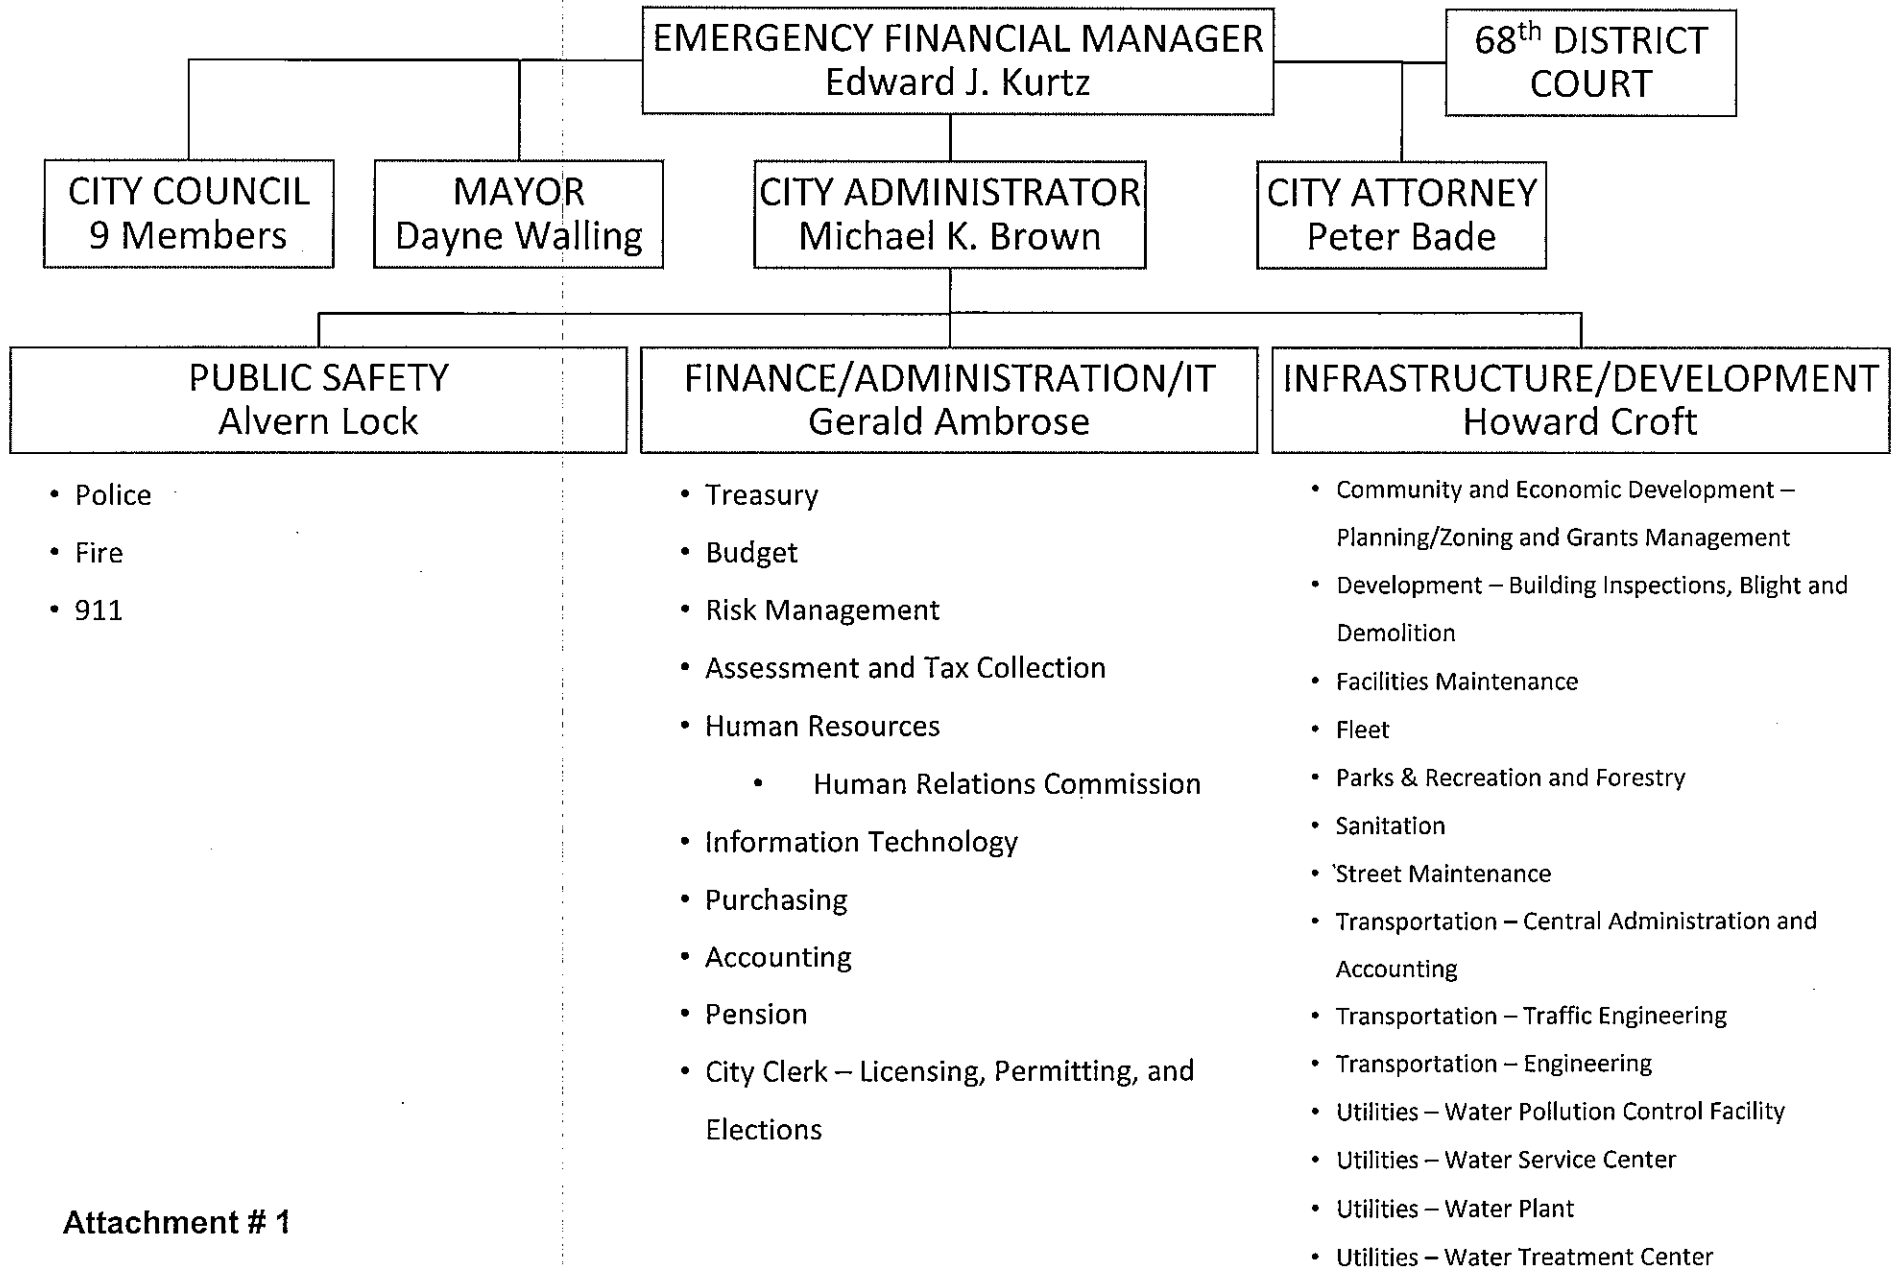 EMERGENCY FINANCIAL MANAGER
Edward J. Kurtz
68th DISTRICT
COURT
CITY COUNCIL
9 Members
MAYOR
Dayne Walling
CITY ADMINISTRATOR
Michael K. Brown
CITY ATTORNEY
Peter Bade
PUBLIC SAFETY
Alvern Lock
• Police
• Fire
• 911
FINANCE/ADMINISTRATION/IT
Gerald Ambrose
• Treasury
• Budget
• Risk Management
• Assessment and Tax Collection
• Human Resources
• Human Relations Commission
• Information Technology
• Purchasing
• Accounting
• Pension
• City Clerk – Licensing, Permitting, and
Elections
INFRASTRUCTURE/DEVELOPMENT
Howard Croft
• Community and Economic Development –
Planning/Zoning and Grants Management
• Development – Building Inspections, Blight and
Demolition
• Facilities Maintenance
• Fleet
• Parks & Recreation and Forestry
• Sanitation
• Street Maintenance
• Transportation – Central Administration and
Accounting
• Transportation – Traffic Engineering
• Transportation – Engineering
• Utilities – Water Pollution Control Facility
• Utilities – Water Service Center
• Utilities – Water Plant
• Utilities – Water Treatment Center
Attachment # 1